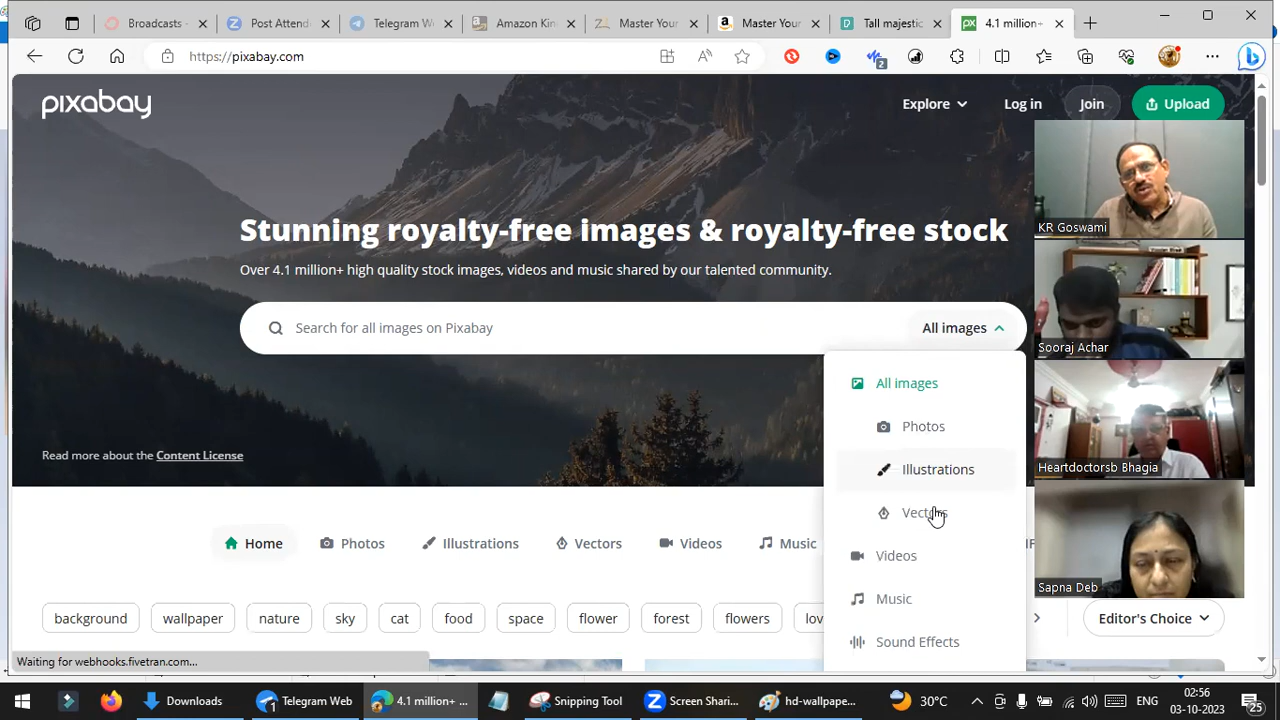 Broadcasts -
Post Attend
Telegram We
Amazon Kin
Master Your
Master Your
Tall majestic
px
4.1 million+
https://pixabay.com
2
pixabay
Explore
Log in
Join
Upload
Stunning royalty-free images & royalty-free stock
Over 4.1 million+ high quality stock images, videos and music shared by our talented community.
Search for all images on Pixabay
All images
All images
Photos
Illustrations
Vectors
Videos
Music
Sound Effects
Read more about the Content License
Home
Photos
Illustrations
Vectors
Videos
Music
background
wallpaper
nature
sky
cat
food
space
flower
forest
flowers
lov
Editor's Choice
KR Goswami
Sooraj Achar
Heartdoctorsb Bhagia
Sapna Deb
Waiting for webhooks.fivetran.com...
Downloads
Telegram Web
4.1 million+ ...
Snipping Tool
Screen Shari...
hd-wallpape...
30°C
ENG
02:56
03-10-2023
25